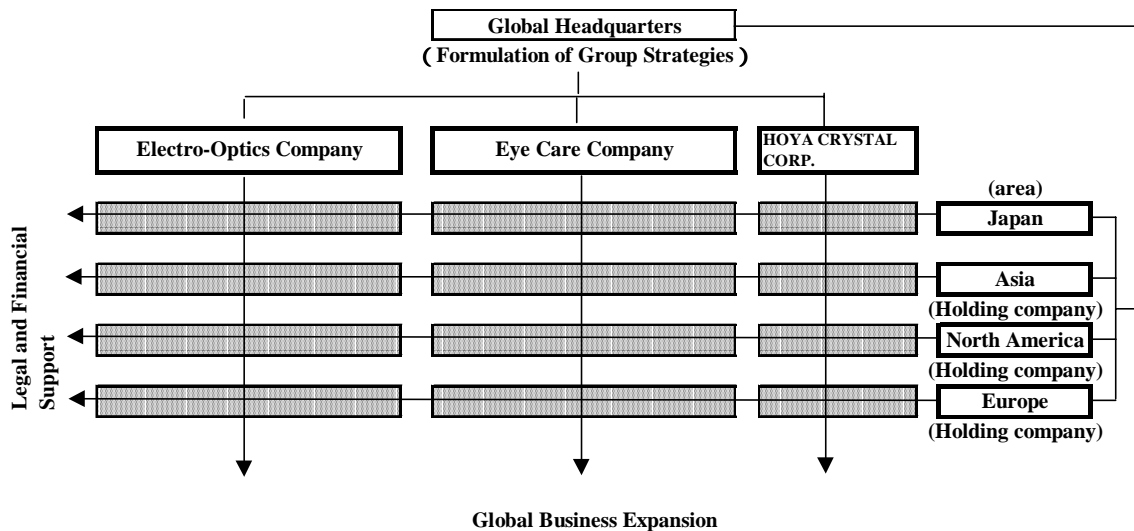 Global Headquarters
( Formulation of Group Strategies )
Electro-Optics Company
Eye Care Company
HOYA CRYSTAL
CORP.
(area)
Japan
Asia
(Holding company)
North America
(Holding company)
Europe
(Holding company)
Legal and Financial
Support
Global Business Expansion